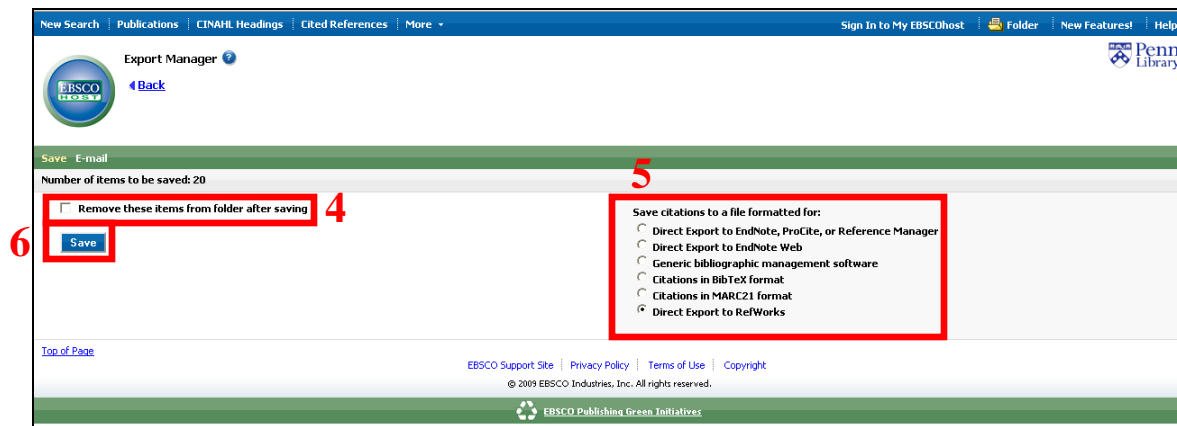 New Search Publications CINAHL Headings Cited References More Sign In to My EBSCOhost Folder New Features! Help
Export Manager ?
Penn
Library
EBSCO
HOST
Back
Save E-mail
Number of items to be saved: 20
5
Remove these items from folder after saving
4
Save citations to a file formatted for:
6
Save
Direct Export to EndNote, ProCite, or Reference Manager
Direct Export to EndNote Web
Generic bibliographic management software
Citations in BibTeX format
Citations in MARC21 format
Direct Export to RefWorks
Top of Page
EBSCO Support Site Privacy Policy Terms of Use Copyright
© 2009 EBSCO Industries, Inc. All rights reserved.
EBSCO Publishing Green Initiatives